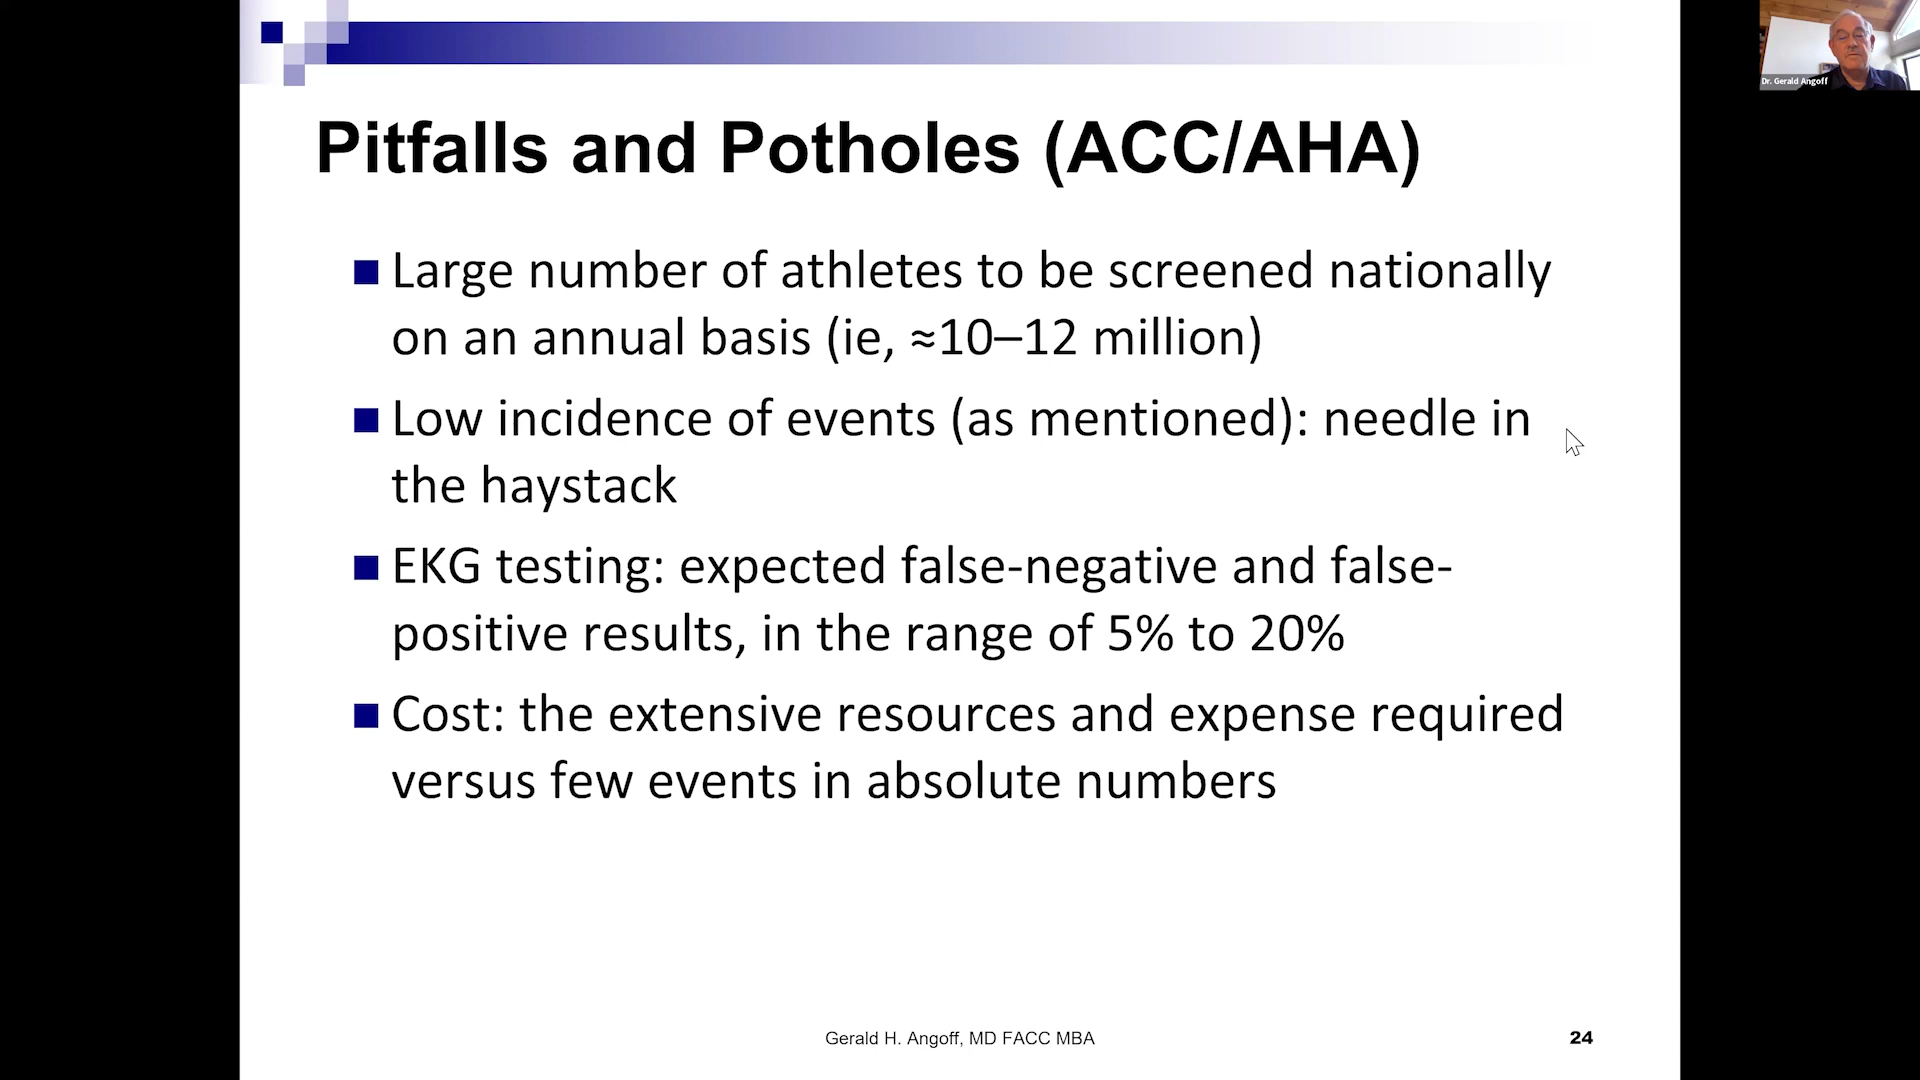 Dr. Gerald Angoff
Pitfalls and Potholes (ACC/AHA)
Large number of athletes to be screened nationally
on an annual basis (ie, ≈10–12 million)
Low incidence of events (as mentioned): needle in
the haystack
EKG testing: expected false-negative and false-
positive results, in the range of 5% to 20%
Cost: the extensive resources and expense required
versus few events in absolute numbers
Gerald H. Angoff, MD FACC MBA
24